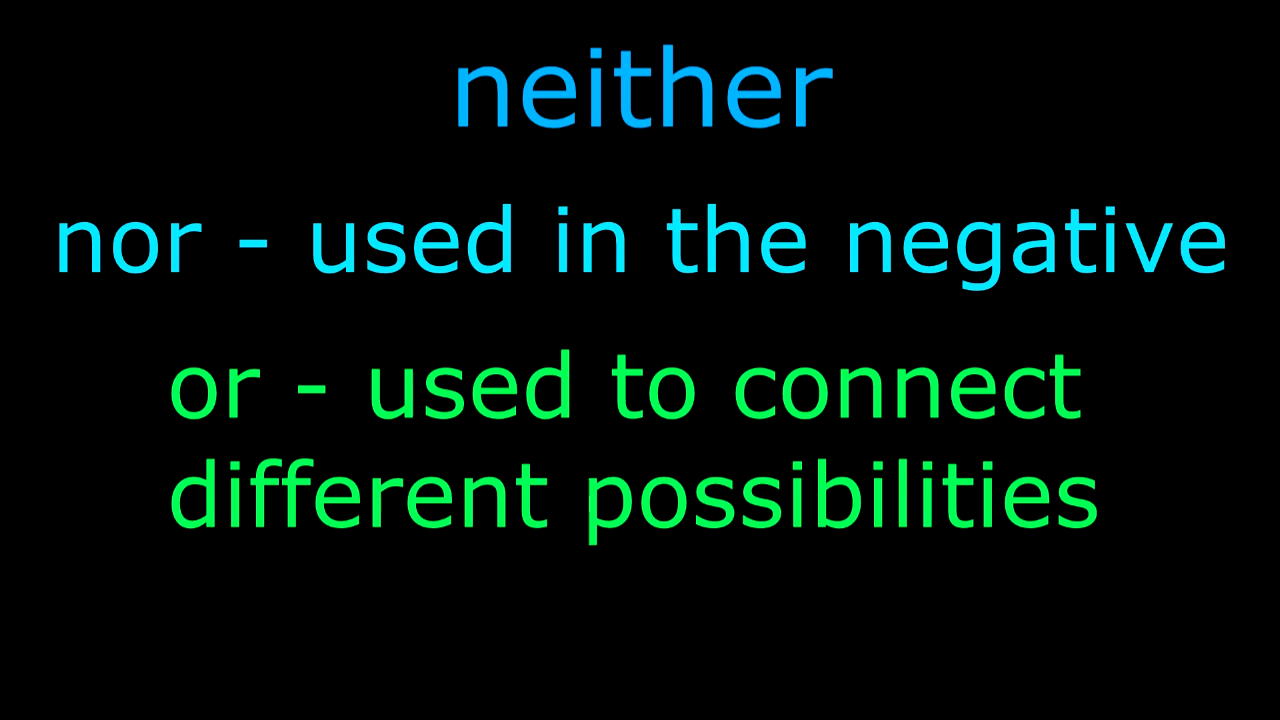 neither
nor - used in the negative
or - used to connect
different possibilities